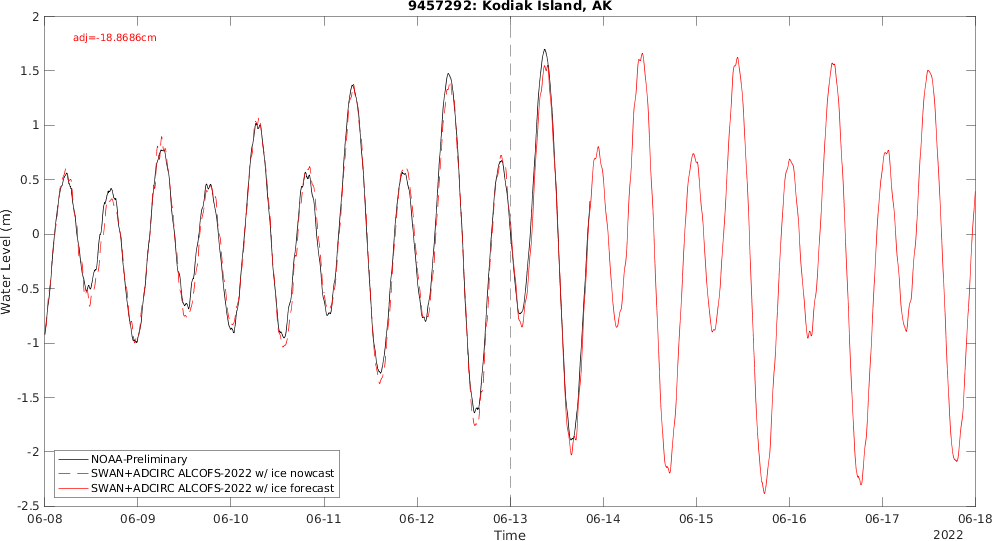 9457292: Kodiak Island, AK
adj=-18.8686cm
Water Level (m)
2
1.5
1
0.5
0
-0.5
-1
-1.5
-2
-2.5
NOAA-Preliminary
SWAN+ADCIRC ALCOFS-2022 w/ ice nowcast
SWAN+ADCIRC ALCOFS-2022 w/ ice forecast
06-08 06-09 06-10 06-11 06-12 06-13 06-14 06-15 06-16 06-17 06-18
Time
2022